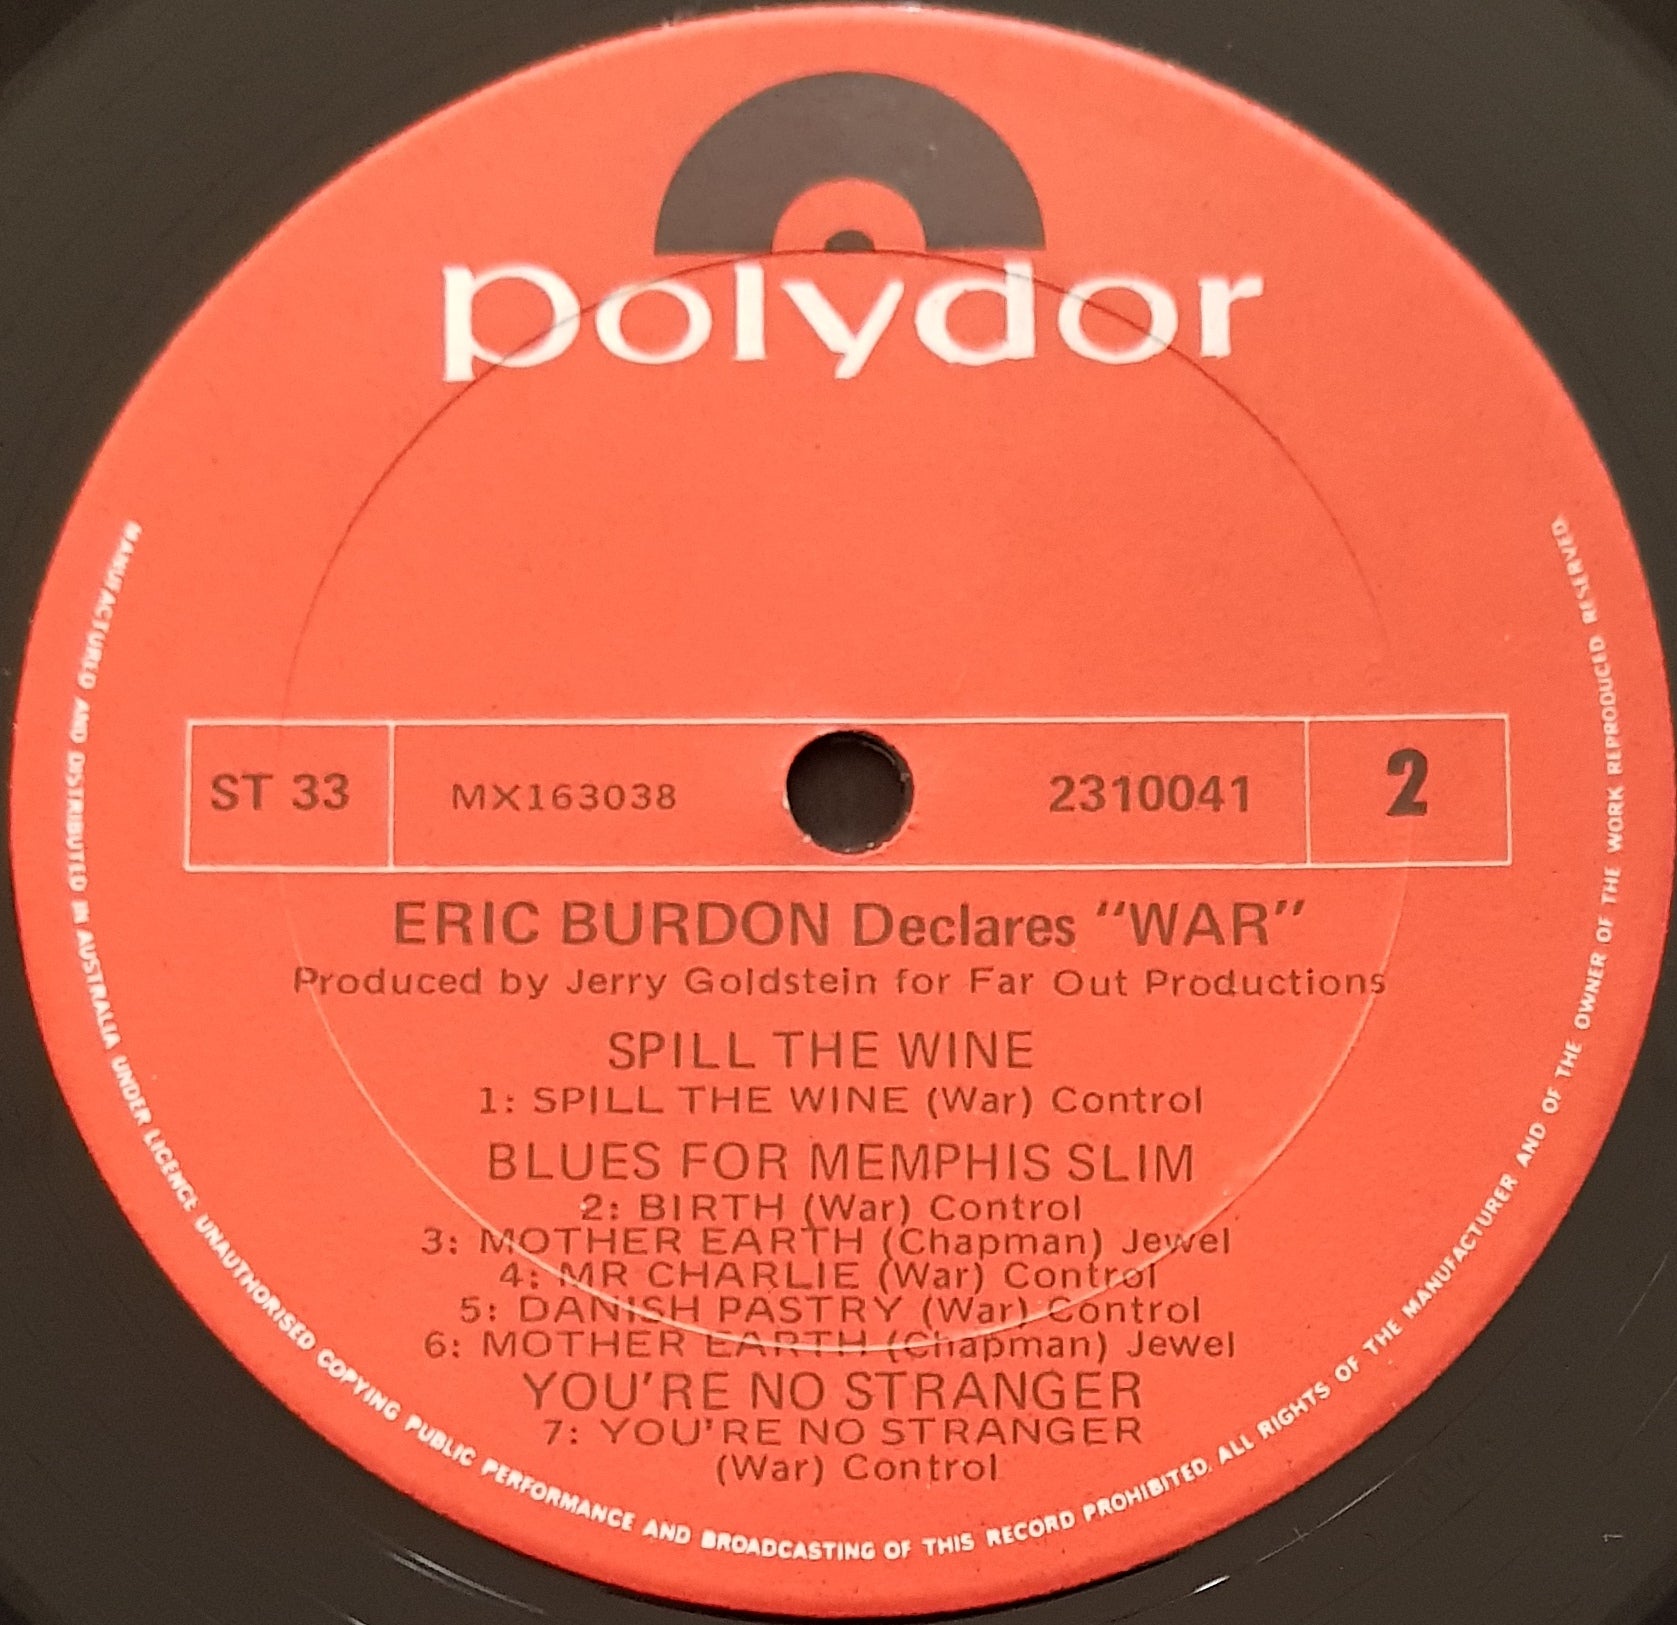 polydor
ST 33 MX163038 2310041 2
ERIC BURDON Declares "WAR"
Produced by Jerry Goldstein for Far Out Productions
SPILL THE WINE
1: SPILL THE WINE (War) Control
BLUES FOR MEMPHIS SLIM
2: BIRTH (War) Control
3: MOTHER EARTH (Chapman) Jewel
4: MR CHARLIE (War) Control
5: DANISH PASTRY (War) Control
6: MOTHER EARTH (Chapman) Jewel
YOU'RE NO STRANGER
7: YOU'RE NO STRANGER
(War) Control
MANUFACTURED AND DISTRIBUTED IN AUSTRALIA UNDER LICENCE UNAUTHORISED COPYING PUBLIC PERFORMANCE AND BROADCASTING OF THIS RECORD PROHIBITED. ALL RIGHTS OF THE MANUFACTURER AND OF THE OWNER OF THE WORK REPRODUCED RESERVED.